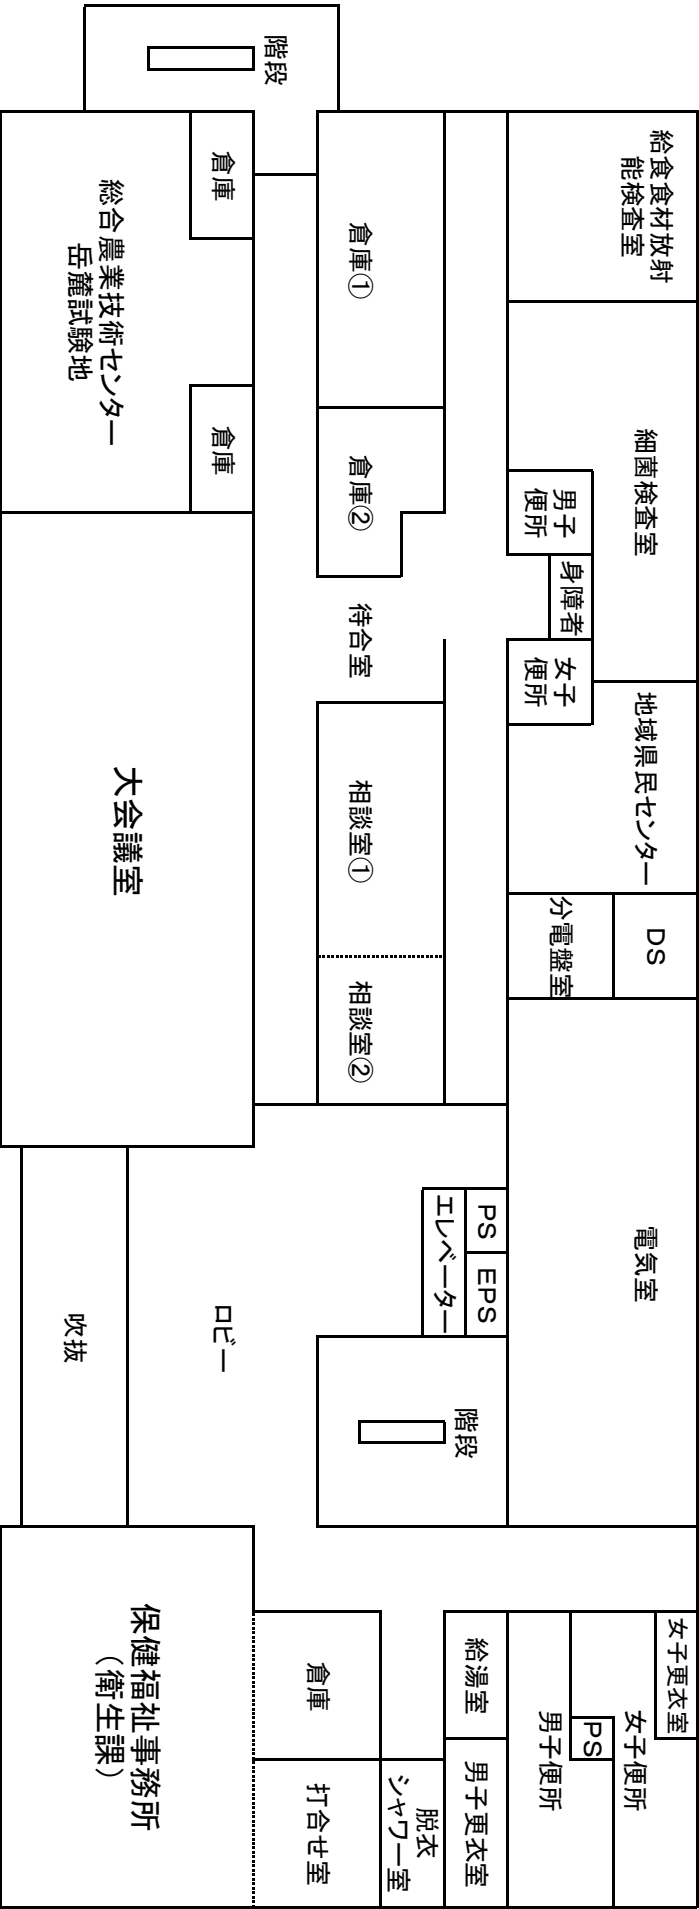 階段
給食食材放射
能検査室
倉庫
倉庫①
総合農業技術センター
岳麓試験地
倉庫
倉庫②
細菌検査室
男子
便所
身障者
女子
便所
待合室
地域県民センター
大会議室
相談室①
分電盤室
DS
相談室②
PS
EPS
エレベーター
電気室
ロビー
吹抜
階段
保健福祉事務所
（衛生課）
倉庫
打合せ室
給湯室
脱衣
シャワー室
男子更衣室
男子便所
PS
女子便所
女子更衣室